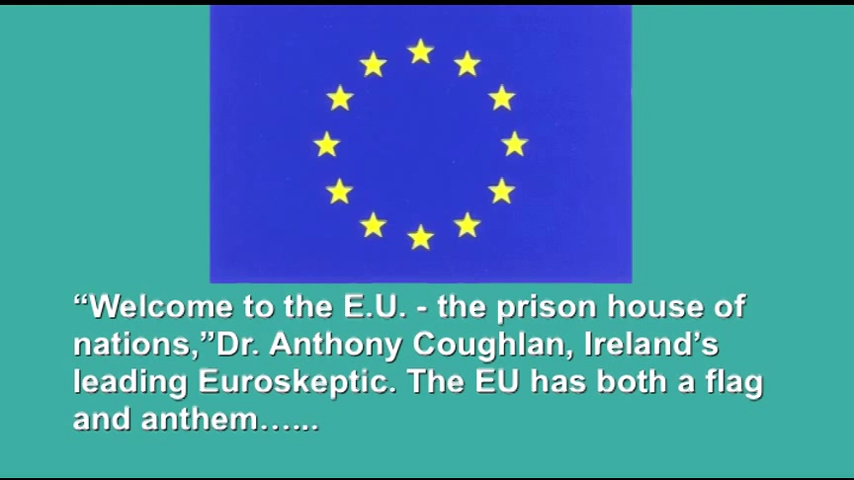 “Welcome to the E.U. - the prison house of
nations,”Dr. Anthony Coughlan, Ireland’s
leading Euroskeptic. The EU has both a flag
and anthem…...